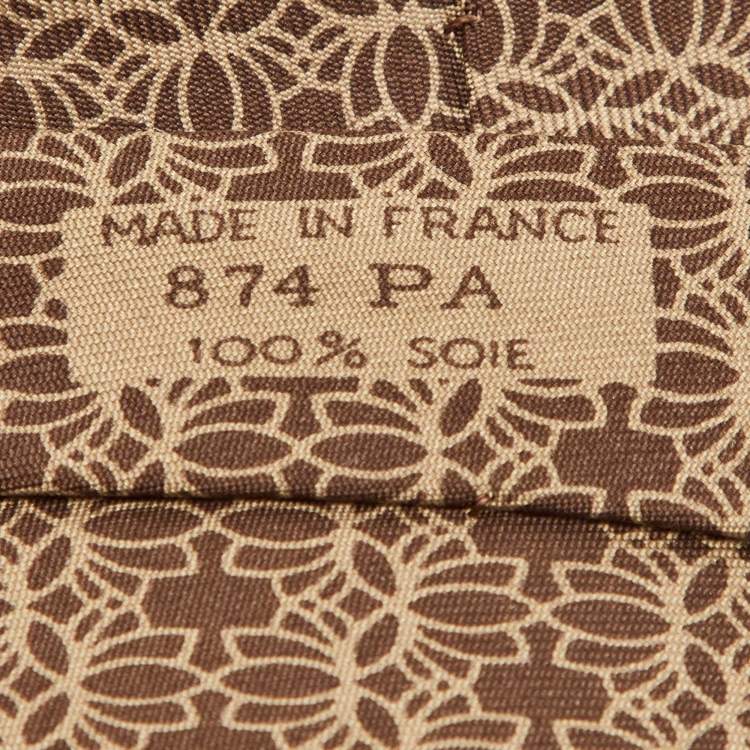 MADE IN FRANCE
874 PA
100% SOIE